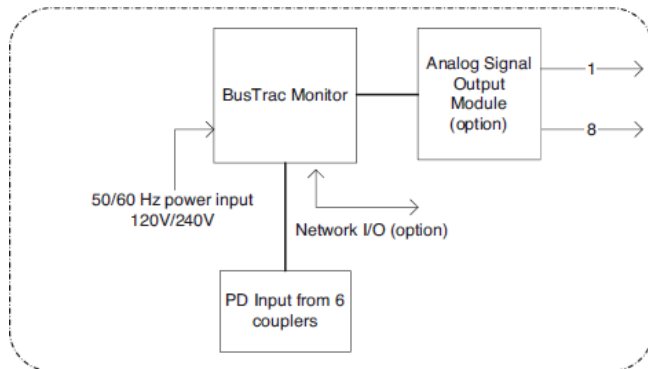 BusTrac Monitor
Analog Signal
Output
Module
(option)
1
8
50/60 Hz power input
120V/240V
Network I/O (option)
PD Input from 6
couplers